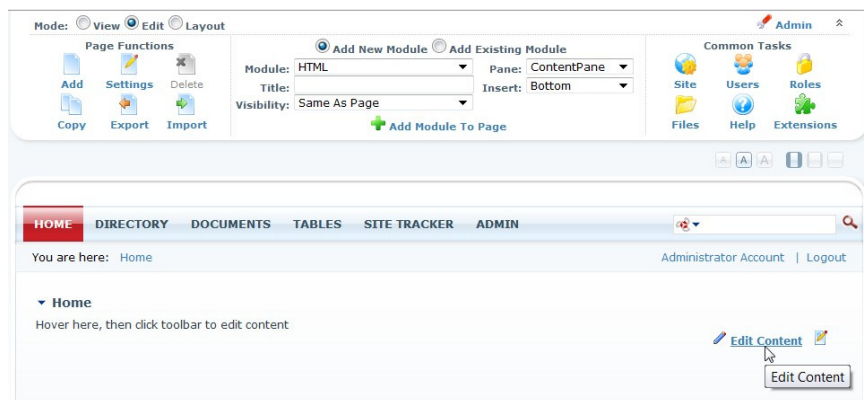 Mode: View Edit Layout Admin
Page Functions
Add Settings Delete
Copy Export Import
Add New Module Add Existing Module
Module: HTML Pane: ContentPane
Title: Insert: Bottom
Visibility: Same As Page
Add Module To Page
Common Tasks
Site Users Roles
Files Help Extensions
A A A
HOME DIRECTORY DOCUMENTS TABLES SITE TRACKER ADMIN
You are here: Home Administrator Account | Logout
Home
Hover here, then click toolbar to edit content
Edit Content
Edit Content